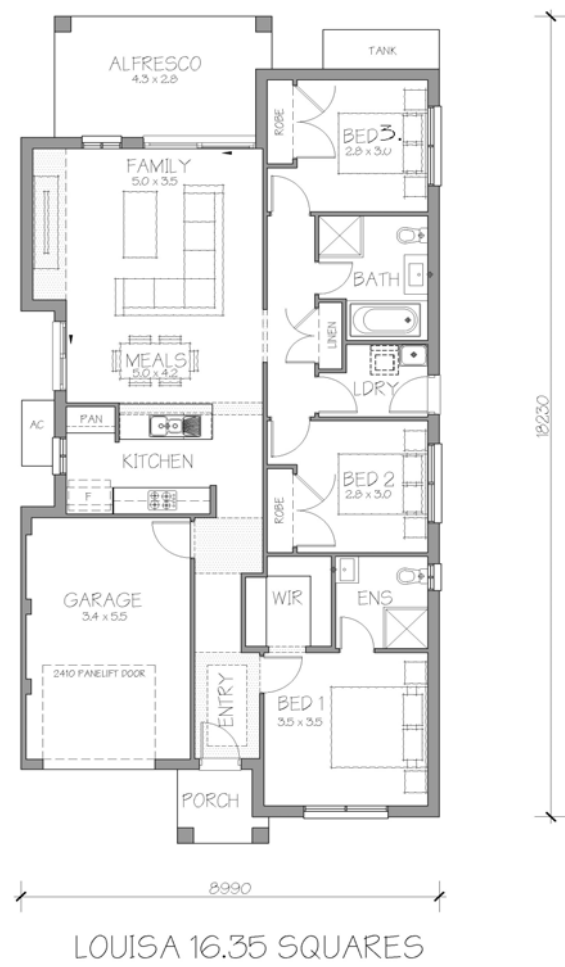 TANK
ALFRESCO
4.3 x 2.8
ROBE
BED 3.
2.8 x 3.0
FAMILY
5.0 x 3.5
BATH
LINEN
MEALS
5.0 x 4.2
LDRY
AC
PAN
KITCHEN
F
BED 2
2.8 x 3.0
ROBE
18230
GARAGE
3.4 x 5.5
WIR
ENS
2410 PANELIFT DOOR
ENTRY
BED 1
3.5 x 3.5
PORCH
8990
LOUISA 16.35 SQUARES